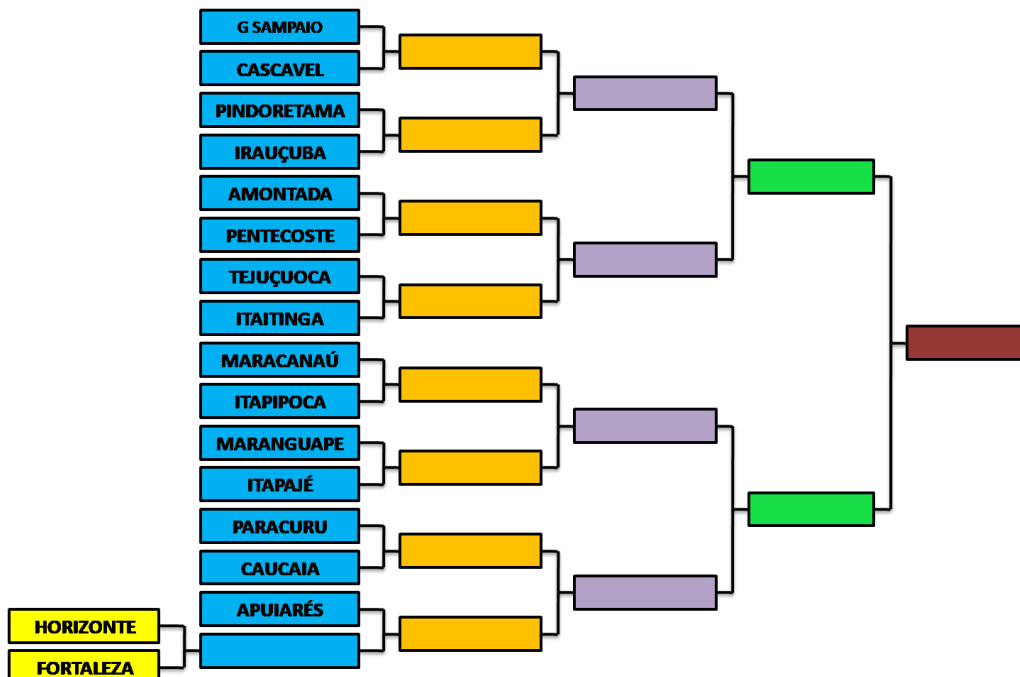 G SAMPAIO
CASCAVEL
PINDORETAMA
IRAUÇUBA
AMONTADA
PENTECOSTE
TEJUÇUOCA
ITAITINGA
MARACANAÚ
ITAPIPOCA
MARANGUAPE
ITAPAJÉ
PARACURU
CAUCAIA
APUIARÉS
HORIZONTE
FORTALEZA